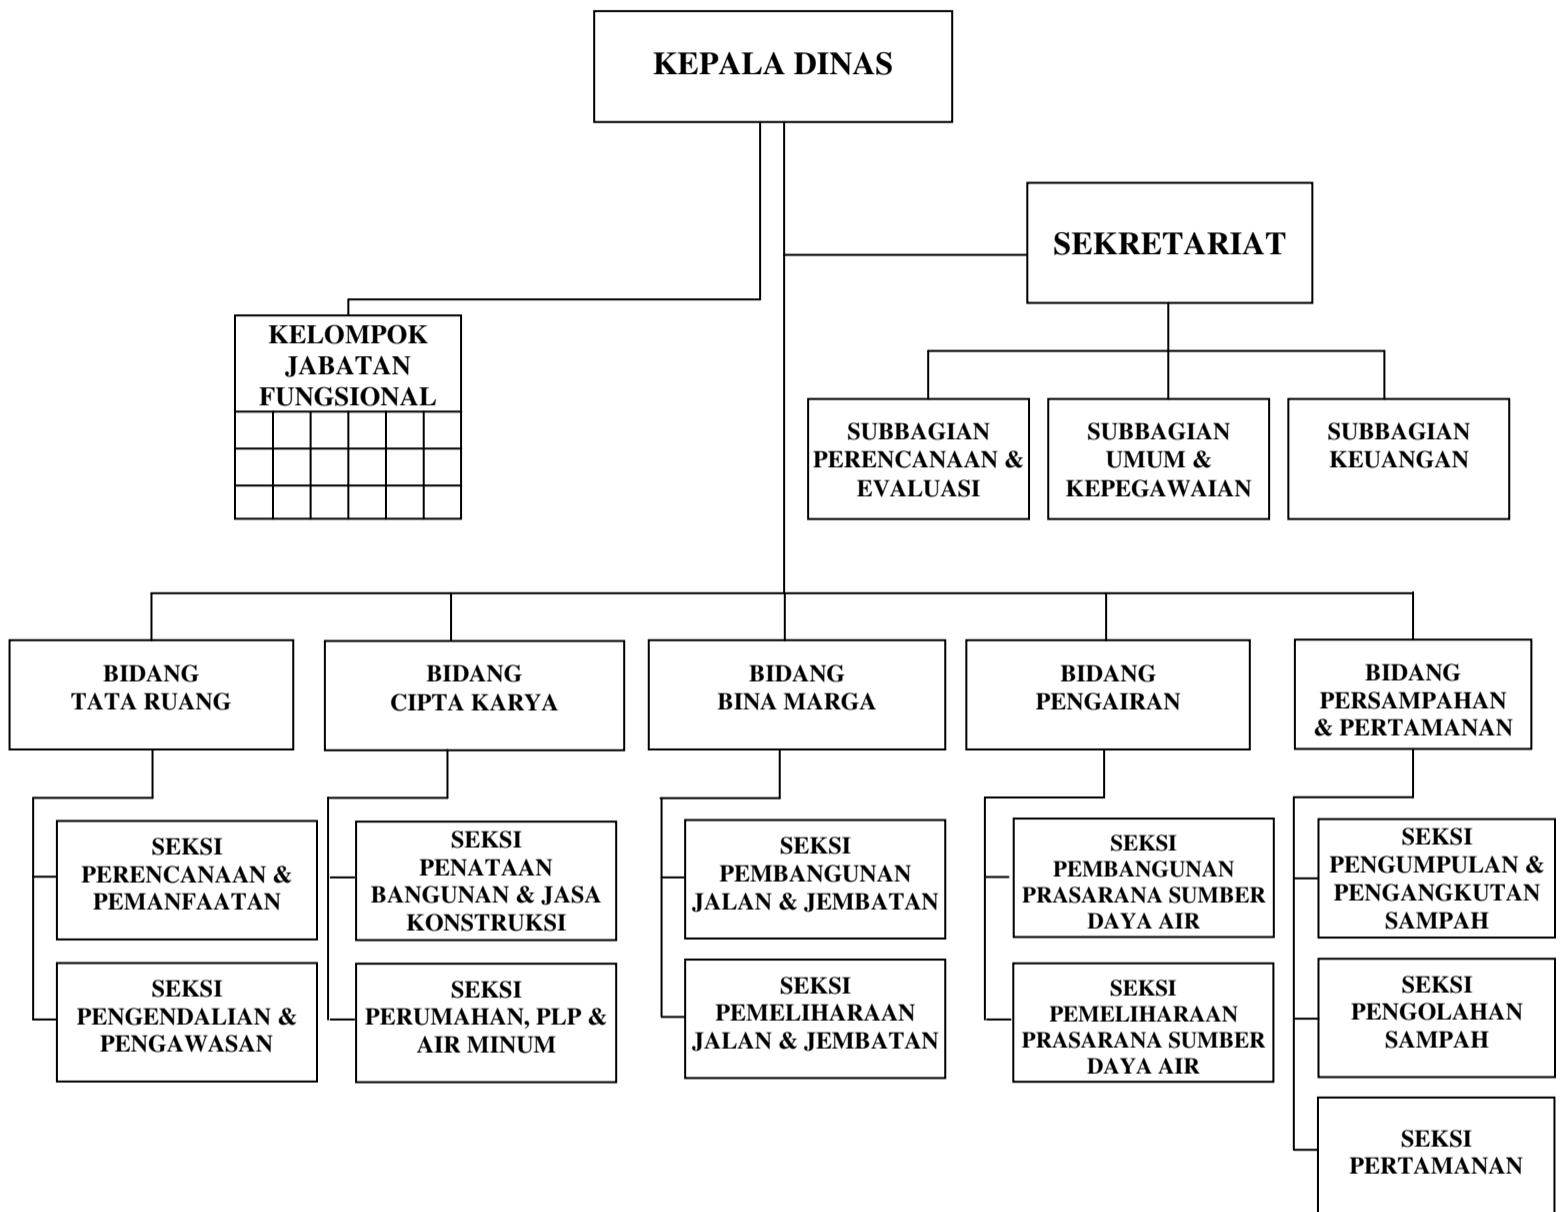 KEPALA DINAS
SEKRETARIAT
KELOMPOK
JABATAN
FUNGSIONAL
SUBBAGIAN
PERENCANAAN &
EVALUASI
SUBBAGIAN
UMUM &
KEPEGAWAIAN
SUBBAGIAN
KEUANGAN
BIDANG
TATA RUANG
BIDANG
CIPTA KARYA
BIDANG
BINA MARGA
BIDANG
PENGAIRAN
BIDANG
PERSAMPAHAN
& PERTAMANAN
SEKSI
PERENCANAAN &
PEMANFAATAN
SEKSI
PENATAAN
BANGUNAN & JASA
KONSTRUKSI
SEKSI
PEMBANGUNAN
JALAN & JEMBATAN
SEKSI
PEMBANGUNAN
PRASARANA SUMBER
DAYA AIR
SEKSI
PENGUMPULAN &
PENGANGKUTAN
SAMPAH
SEKSI
PENGENDALIAN &
PENGAWASAN
SEKSI
PERUMAHAN, PLP &
AIR MINUM
SEKSI
PEMELIHARAAN
JALAN & JEMBATAN
SEKSI
PEMELIHARAAN
PRASARANA SUMBER
DAYA AIR
SEKSI
PENGOLAHAN
SAMPAH
SEKSI
PERTAMANAN